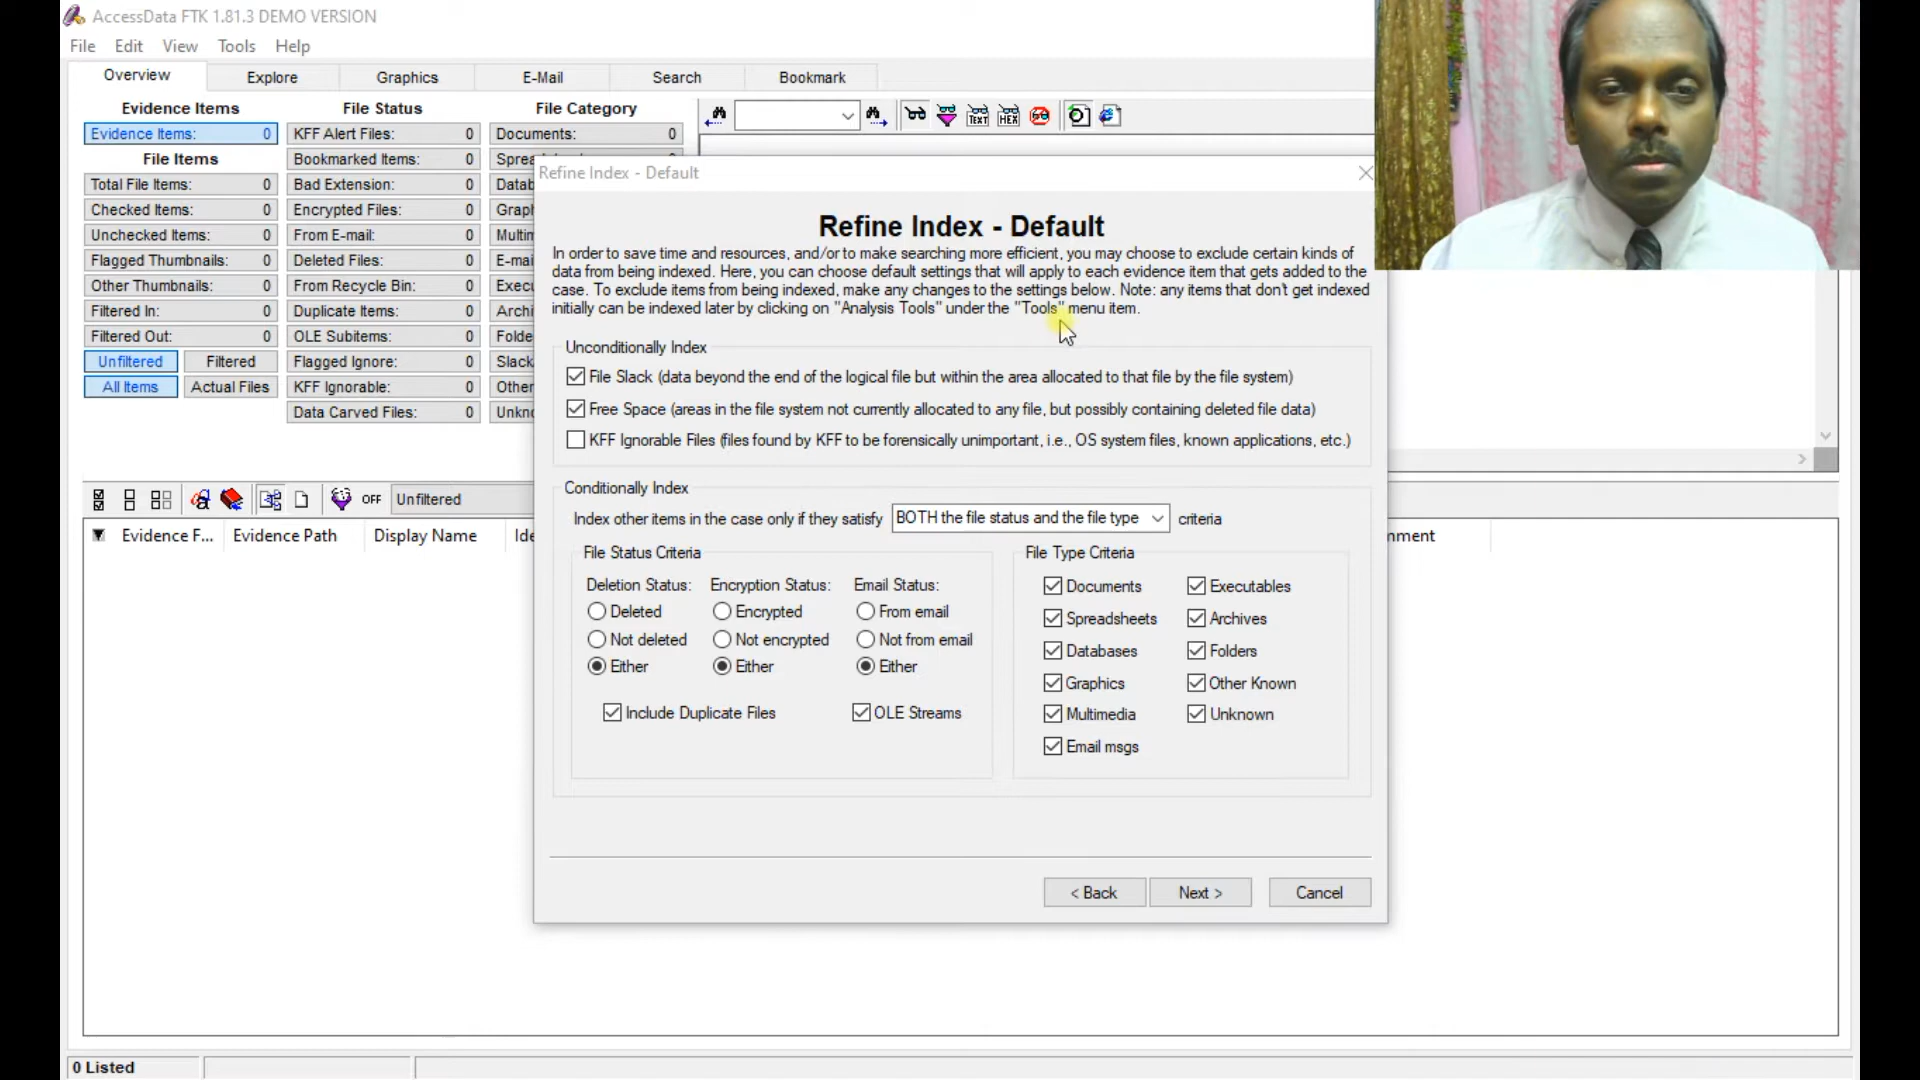 AccessData FTK 1.81.3 DEMO VERSION
File Edit View Tools Help
Overview Explore Graphics E-Mail Search Bookmark
Evidence Items File Status File Category
Evidence Items: 0 KFF Alert Files: 0 Documents: 0
File Items Bookmarked Items: 0 Sprea
Total File Items: 0 Bad Extension: 0 Datab
Checked Items: 0 Encrypted Files: 0 Graph
Unchecked Items: 0 From E-mail: 0 Multim
Flagged Thumbnails: 0 Deleted Files: 0 E-mai
Other Thumbnails: 0 From Recycle Bin: 0 Execu
Filtered In: 0 Duplicate Items: 0 Archi
Filtered Out: 0 OLE Subitems: 0 Folde
Unfiltered Filtered Flagged Ignore: 0 Slack
All Items Actual Files KFF Ignorable: 0 Other
Data Carved Files: 0 Unkn
TEXT HEX
OFF Unfiltered
Evidence F... Evidence Path Display Name Ide
mment
0 Listed
Refine Index - Default
Refine Index - Default
In order to save time and resources, and/or to make searching more efficient, you may choose to exclude certain kinds of
data from being indexed. Here, you can choose default settings that will apply to each evidence item that gets added to the
case. To exclude items from being indexed, make any changes to the settings below. Note: any items that don't get indexed
initially can be indexed later by clicking on "Analysis Tools" under the "Tools" menu item.
Unconditionally Index
File Slack (data beyond the end of the logical file but within the area allocated to that file by the file system)
Free Space (areas in the file system not currently allocated to any file, but possibly containing deleted file data)
KFF Ignorable Files (files found by KFF to be forensically unimportant, i.e., OS system files, known applications, etc.)
Conditionally Index
Index other items in the case only if they satisfy BOTH the file status and the file type criteria
File Status Criteria
Deletion Status: Encryption Status: Email Status:
Deleted Encrypted From email
Not deleted Not encrypted Not from email
Either Either Either
Include Duplicate Files OLE Streams
File Type Criteria
Documents Executables
Spreadsheets Archives
Databases Folders
Graphics Other Known
Multimedia Unknown
Email msgs
< Back Next > Cancel